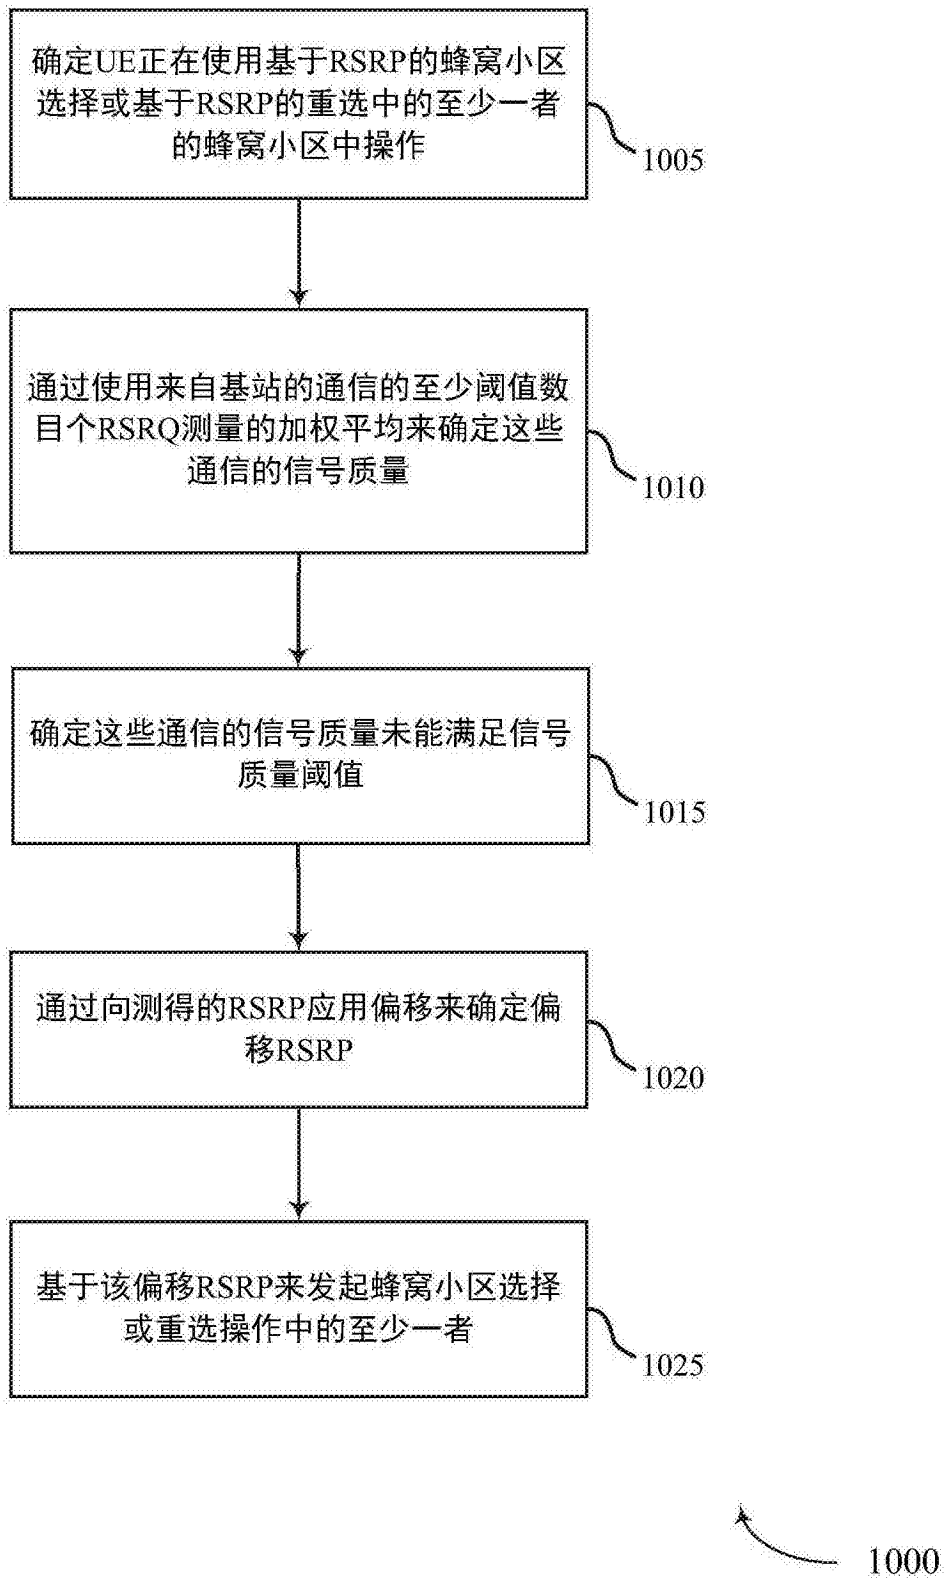 确定UE正在使用基于RSRP的蜂窝小区
选择或基于RSRP的重选中的至少一者
的蜂窝小区中操作
1005
通过使用来自基站的通信的至少阈值数
目个RSRQ测量的加权平均来确定这些
通信的信号质量
1010
确定这些通信的信号质量未能满足信号
质量阈值
1015
通过向测得的RSRP应用偏移来确定偏
移RSRP
1020
基于该偏移RSRP来发起蜂窝小区选择
或重选操作中的至少一者
1025
1000